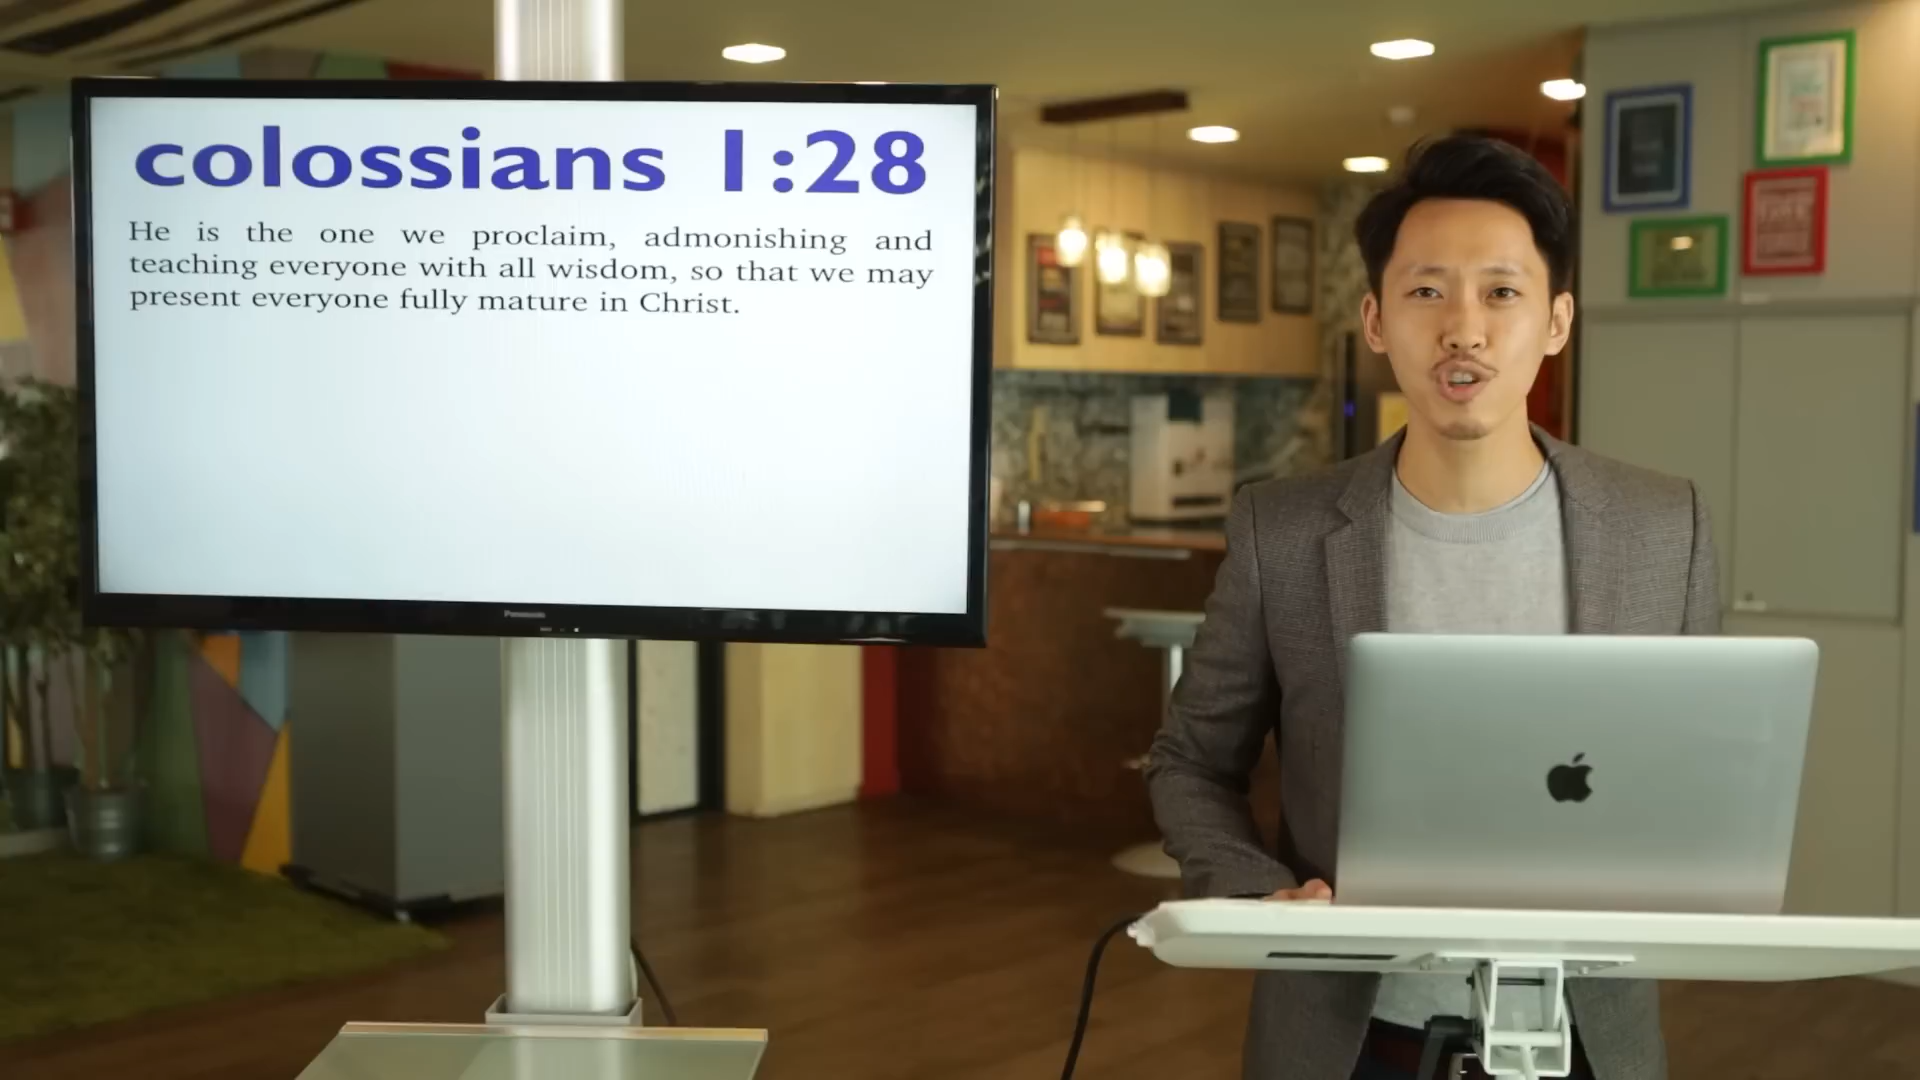 colossians 1:28
He is the one we proclaim, admonishing and
teaching everyone with all wisdom, so that we may
present everyone fully mature in Christ.
Panasonic